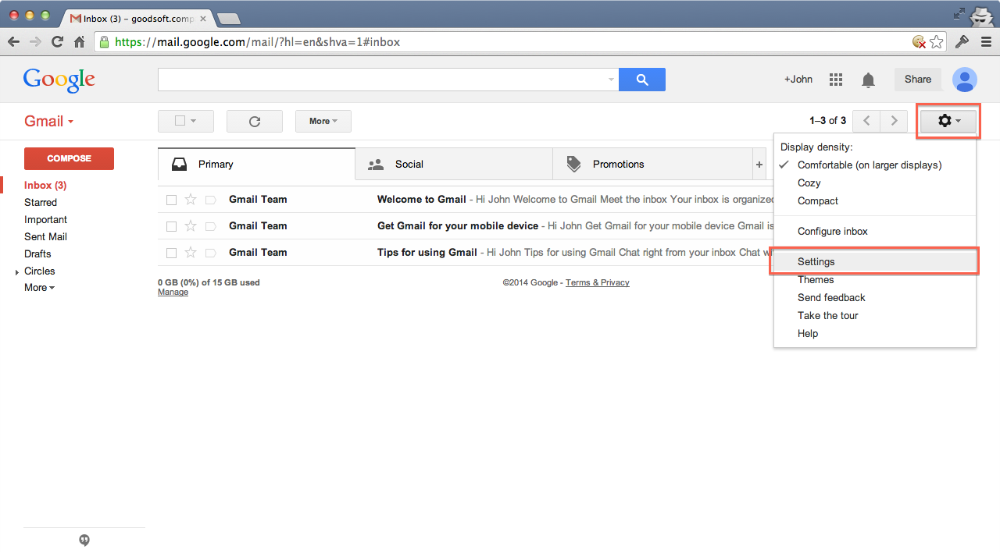 Inbox (3) – goodsoft.comp
https://mail.google.com/mail/?hl=en&shva=1#inbox
Google
+John
Share
Gmail
More
1–3 of 3
COMPOSE
Inbox (3)
Starred
Important
Sent Mail
Drafts
Circles
More
Primary
Social
Promotions
+
Gmail Team Welcome to Gmail - Hi John Welcome to Gmail Meet the inbox Your inbox is organized
Gmail Team Get Gmail for your mobile device - Hi John Get Gmail for your mobile device Gmail is
Gmail Team Tips for using Gmail - Hi John Tips for using Gmail Chat right from your inbox Chat
0 GB (0%) of 15 GB used
Manage
©2014 Google - Terms & Privacy
Display density:
Comfortable (on larger displays)
Cozy
Compact
Configure inbox
Settings
Themes
Send feedback
Take the tour
Help